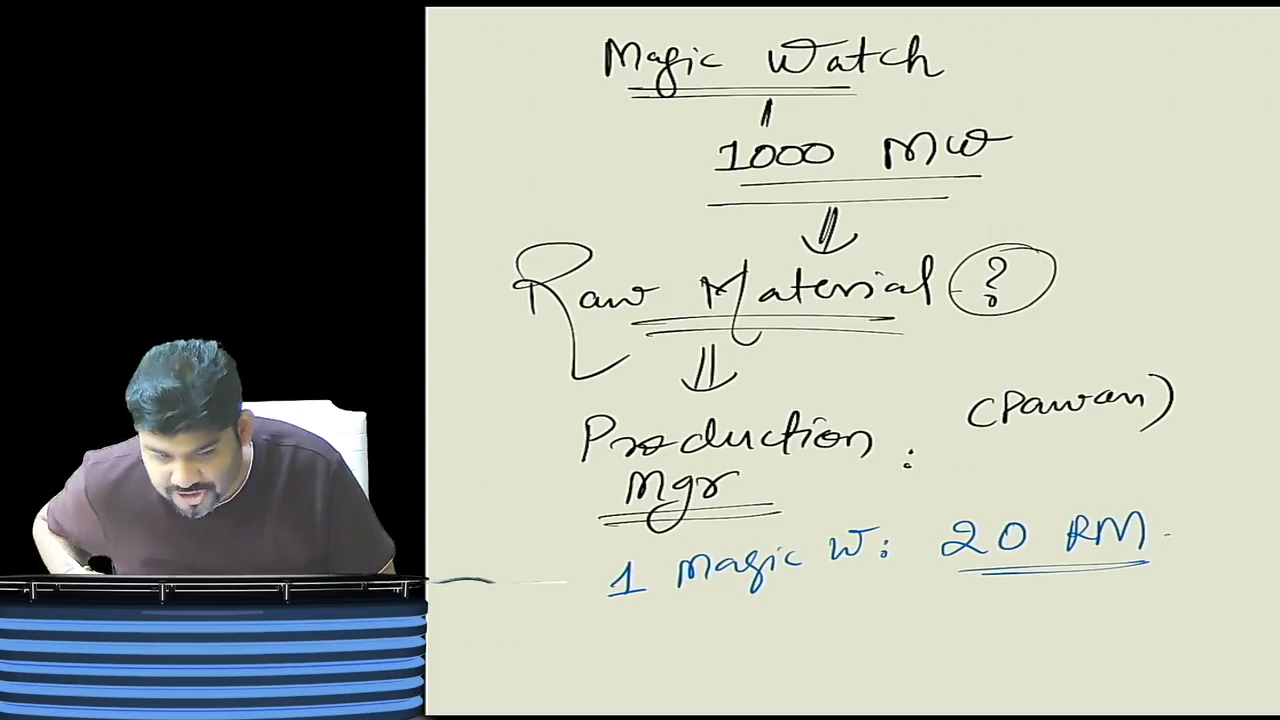 Magic Watch
1000 MW
Raw Material ?
Production : (Pawan)
Mgr
1 Magic W: 20 RM.